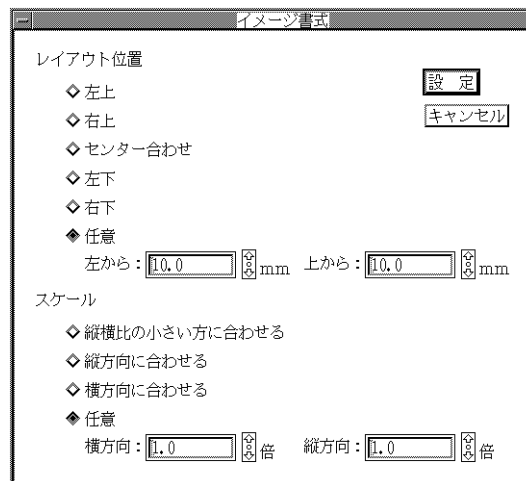 イメージ書式
レイアウト位置
設 定
左上
キャンセル
右上
センター合わせ
左下
右下
任意
左から：10.0 mm 上から：10.0 mm
スケール
縦横比の小さい方に合わせる
縦方向に合わせる
横方向に合わせる
任意
横方向：1.0 倍 縦方向：1.0 倍